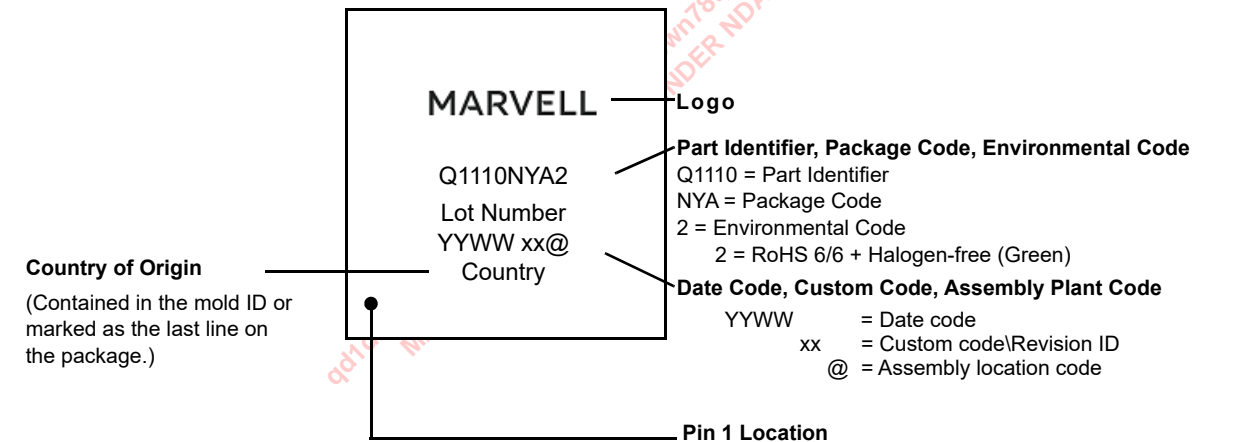 MARVELL
Logo
Part Identifier, Package Code, Environmental Code
Q1110NYA2
Q1110 = Part Identifier
NYA = Package Code
Lot Number
2 = Environmental Code
YYWW xx@
2 = RoHS 6/6 + Halogen-free (Green)
Country of Origin
Country
Date Code, Custom Code, Assembly Plant Code
(Contained in the mold ID or
marked as the last line on
the package.)
YYWW = Date code
xx = Custom code\Revision ID
@ = Assembly location code
Pin 1 Location